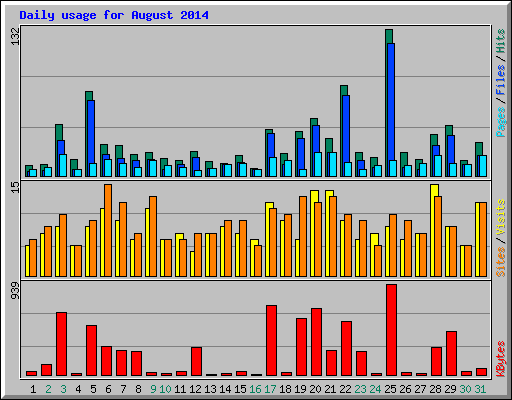 Daily usage for August 2014
132
Pages / Files / Hits
15
Sites / Visits
939
KBytes
1 2 3 4 5 6 7 8 9 10 11 12 13 14 15 16 17 18 19 20 21 22 23 24 25 26 27 28 29 30 31